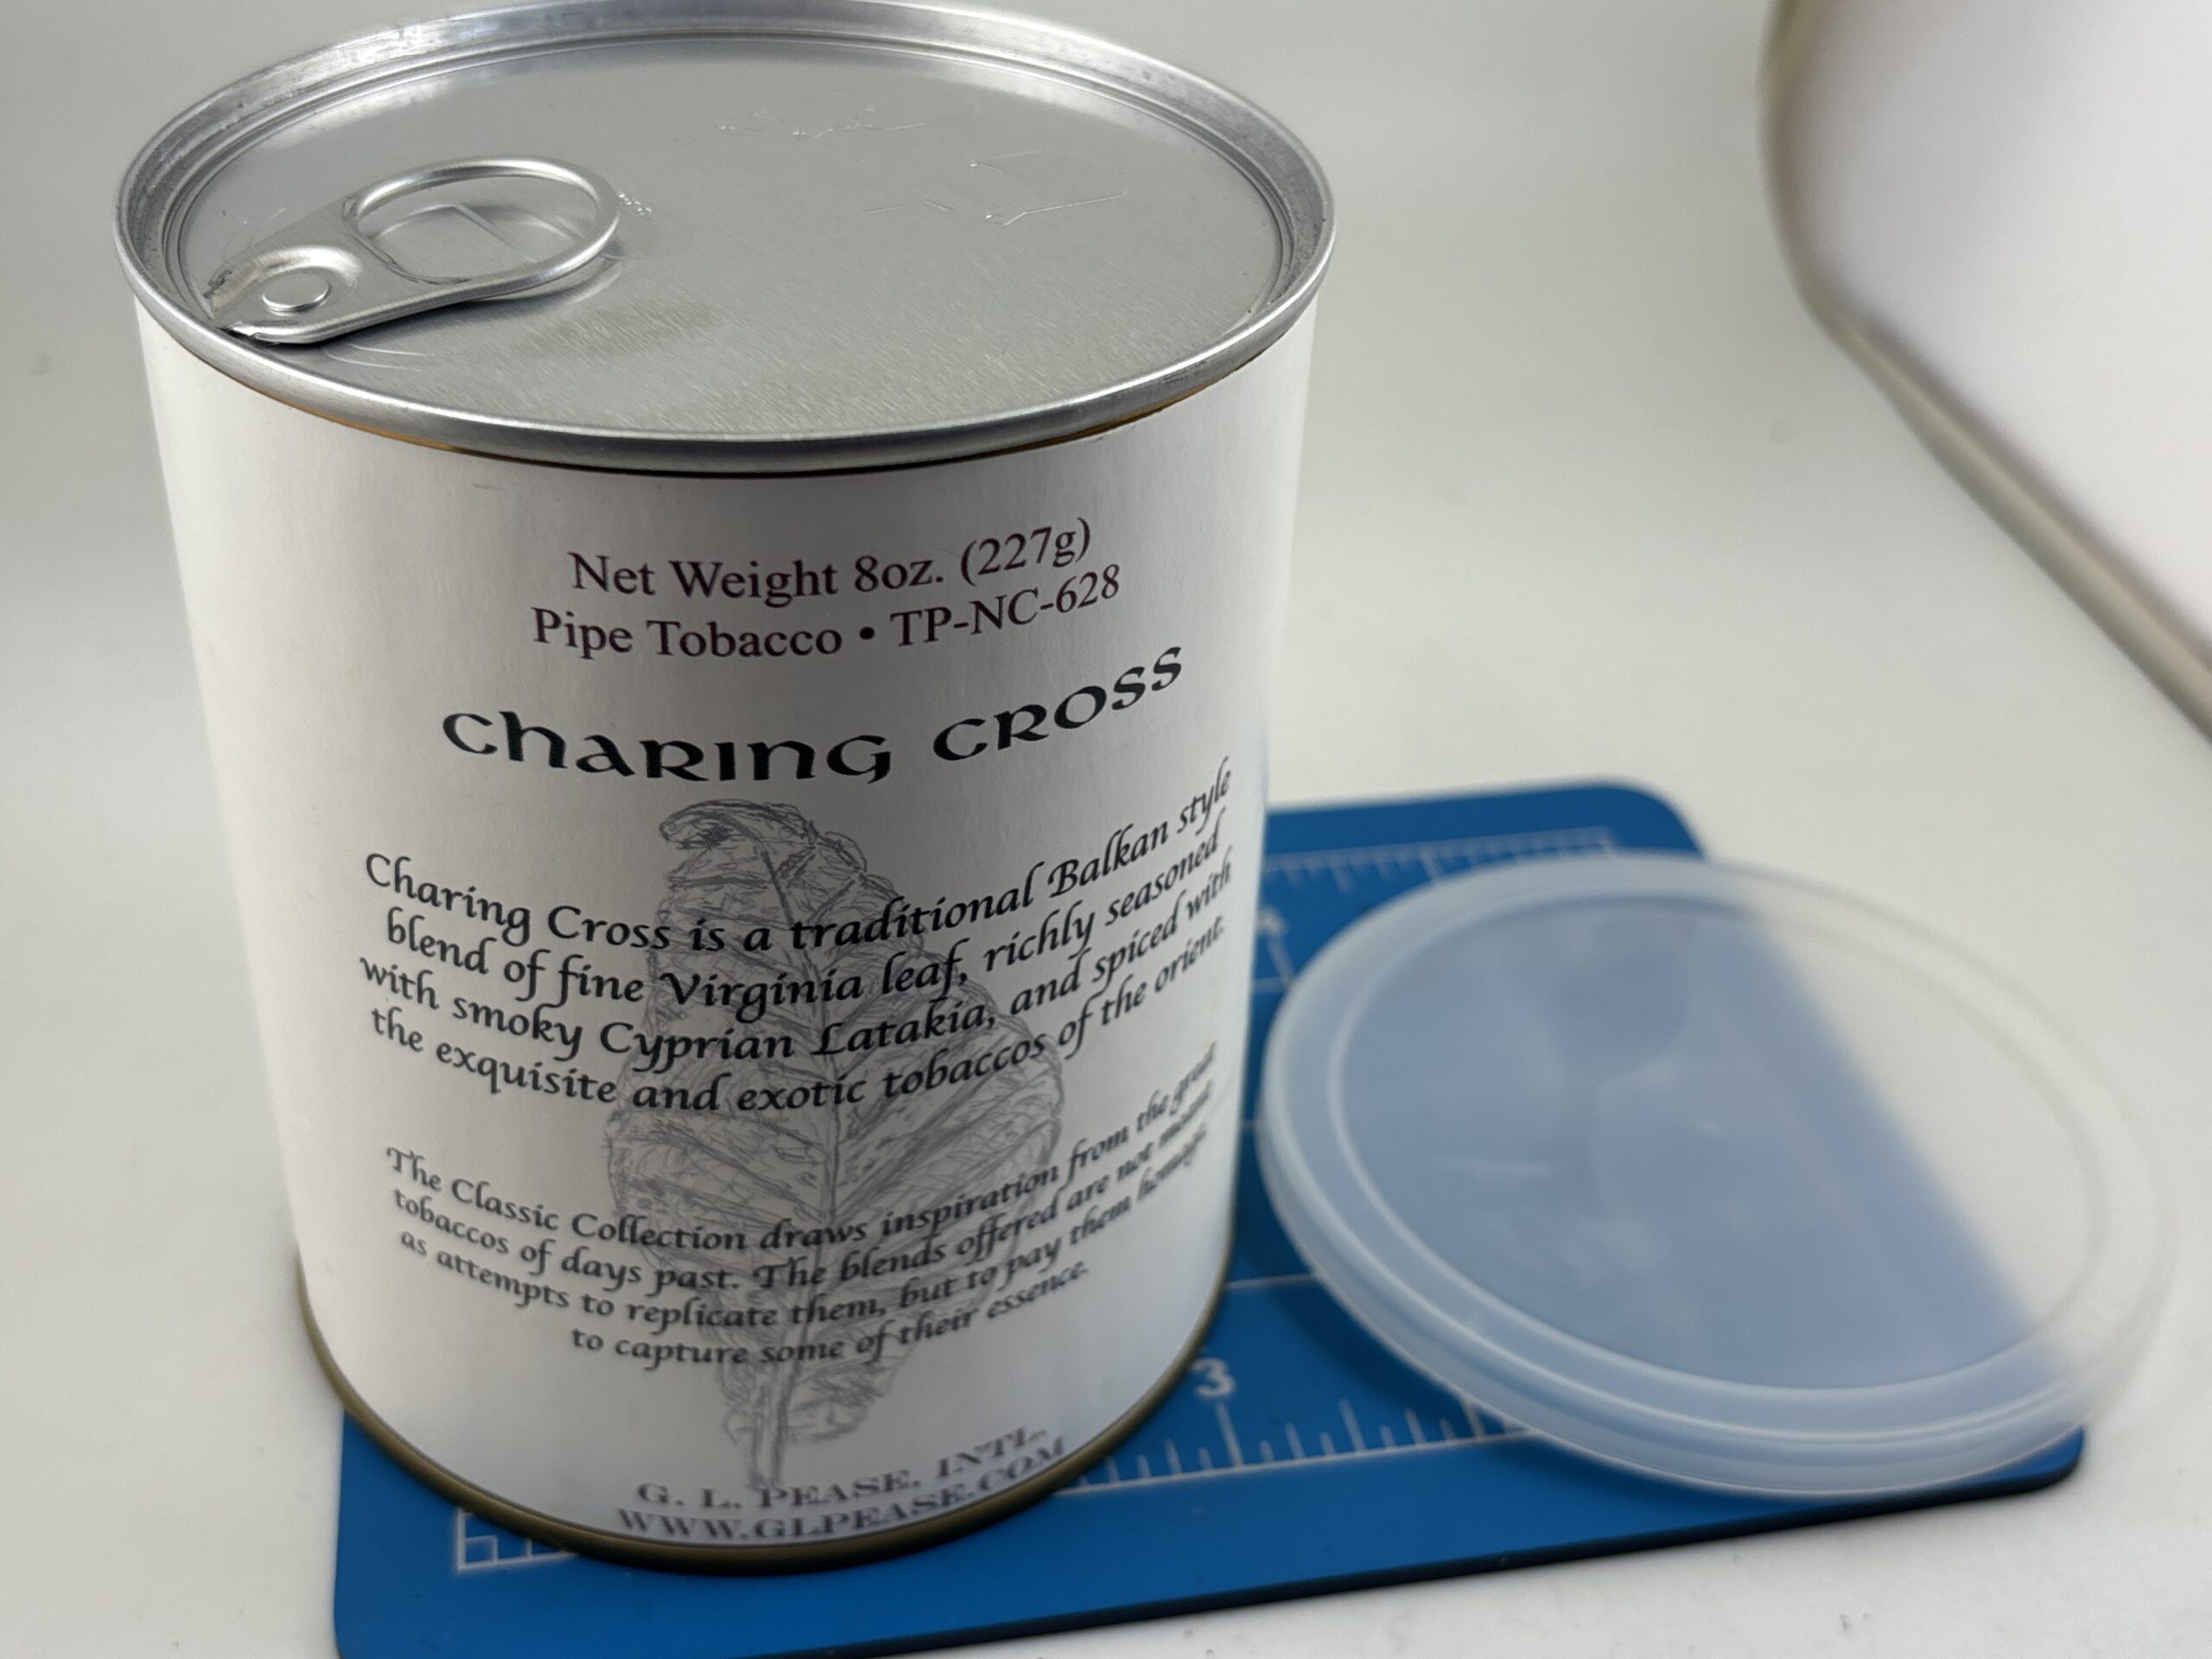 Net Weight 8oz. (227g)
Pipe Tobacco • TP-NC-628
CHARING CROSS
Charing Cross is a traditional Balkan style
blend of fine Virginia leaf, richly seasoned
with smoky Cyprian Latakia, and spiced with
the exquisite and exotic tobaccos of the orient.
The Classic Collection draws inspiration from the great
tobaccos of days past. The blends offered are not meant
as attempts to replicate them, but to pay them homage,
to capture some of their essence.
G. L. PEASE, INTL.
WWW.GLPEASE.COM
4
3